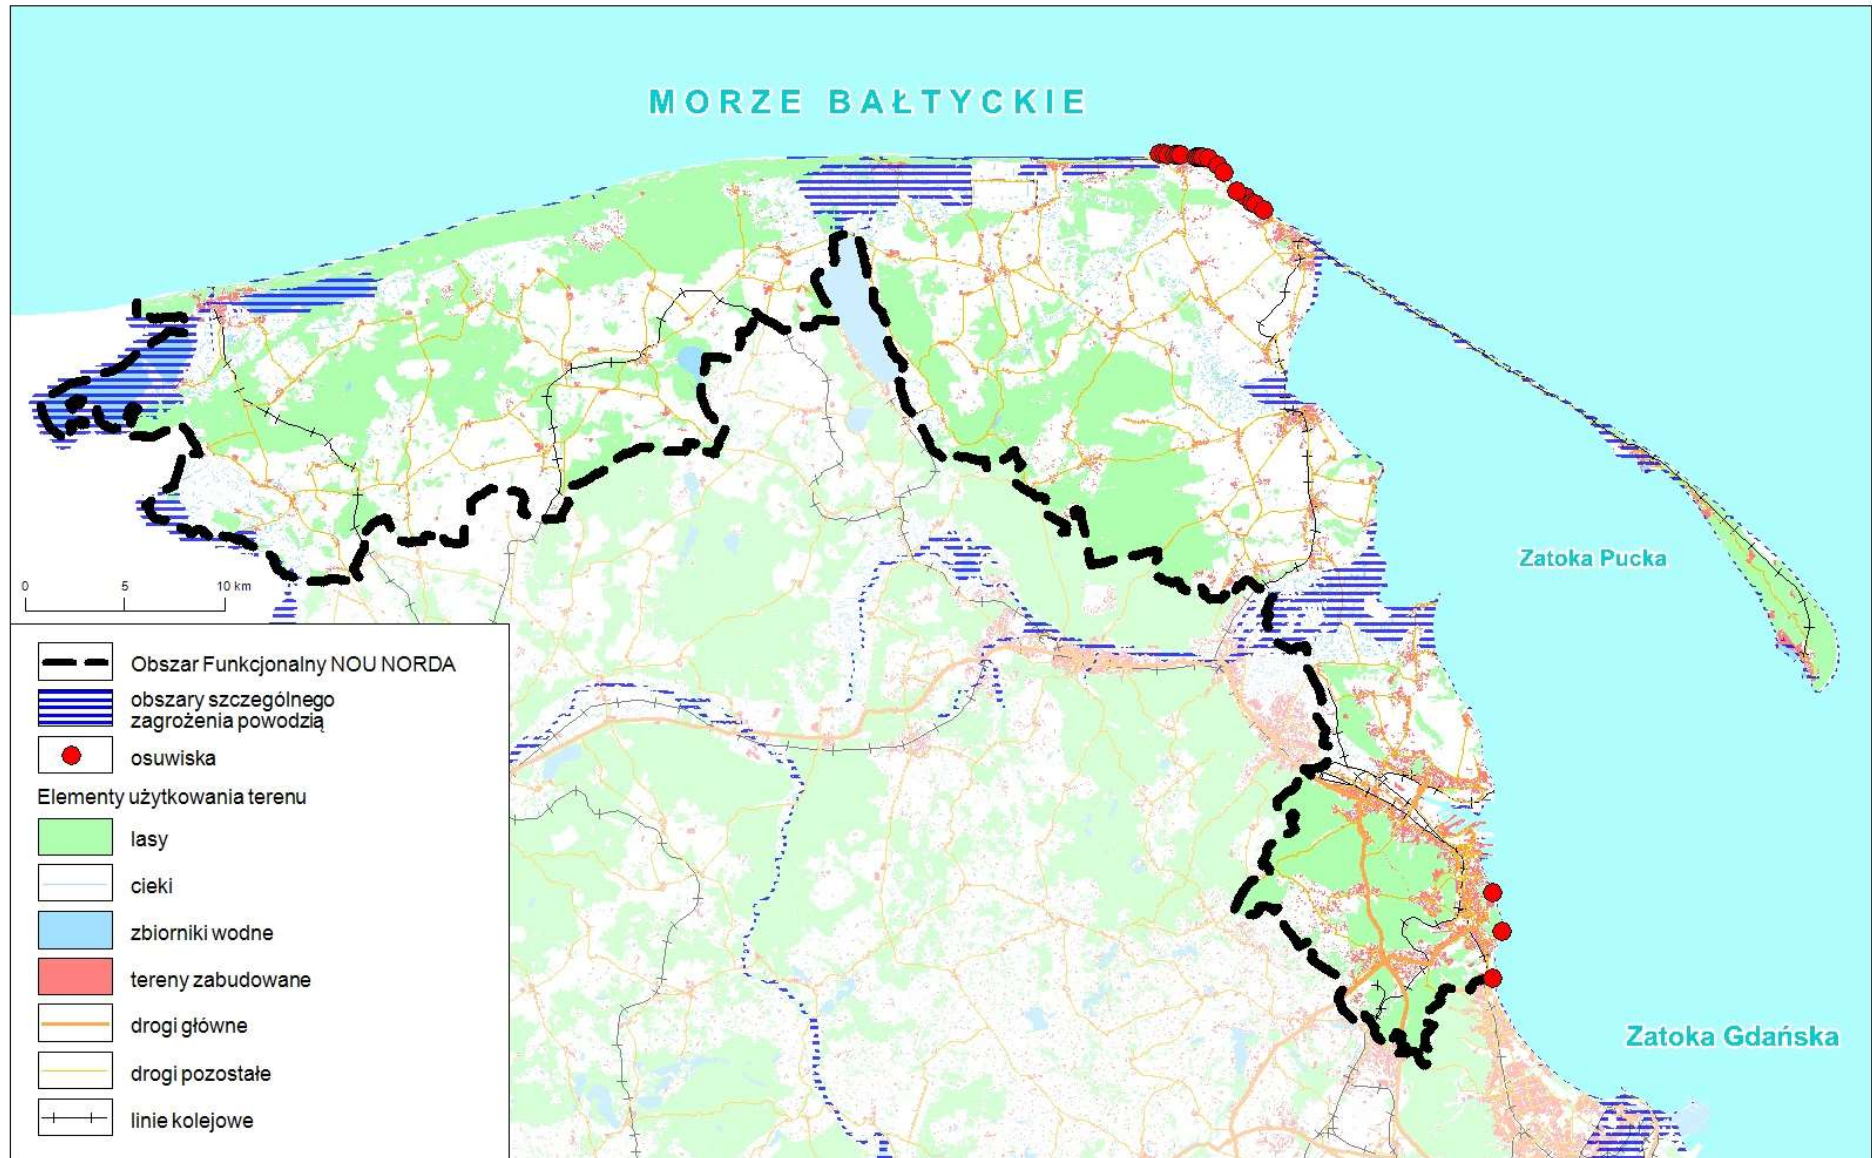 MORZE BAŁTYCKIE
Zatoka Pucka
Zatoka Gdańska
0 5 10 km
Obszar Funkcjonalny NOU NORDA
obszary szczególnego
zagrożenia powodzią
osuwiska
Elementy użytkowania terenu
lasy
cieki
zbiorniki wodne
tereny zabudowane
drogi główne
drogi pozostałe
linie kolejowe